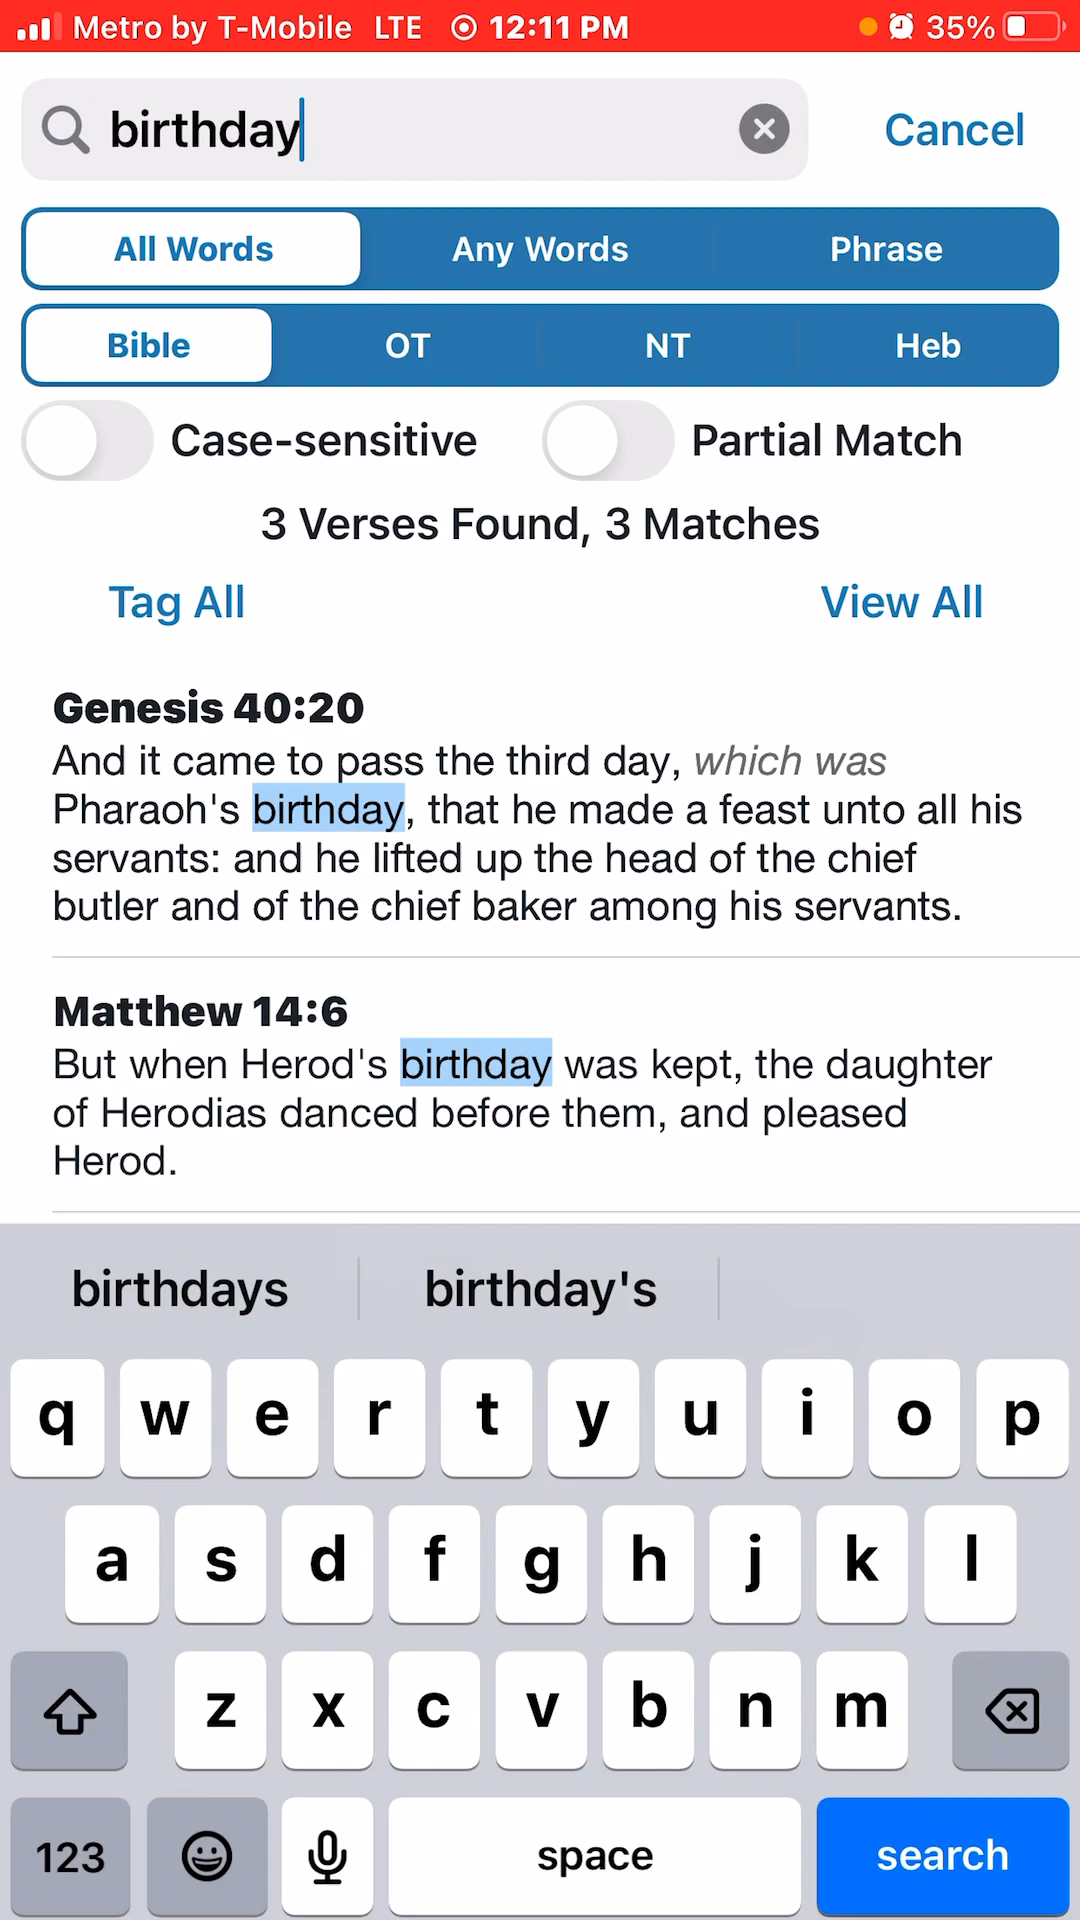 Metro by T-Mobile LTE 12:11 PM 35%
birthday Cancel
All Words Any Words Phrase
Bible OT NT Heb
Case-sensitive Partial Match
3 Verses Found, 3 Matches
Tag All View All
Genesis 40:20
And it came to pass the third day, which was
Pharaoh's birthday, that he made a feast unto all his
servants: and he lifted up the head of the chief
butler and of the chief baker among his servants.
Matthew 14:6
But when Herod's birthday was kept, the daughter
of Herodias danced before them, and pleased
Herod.
birthdays birthday's
q w e r t y u i o p
a s d f g h j k l
z x c v b n m
123 space search